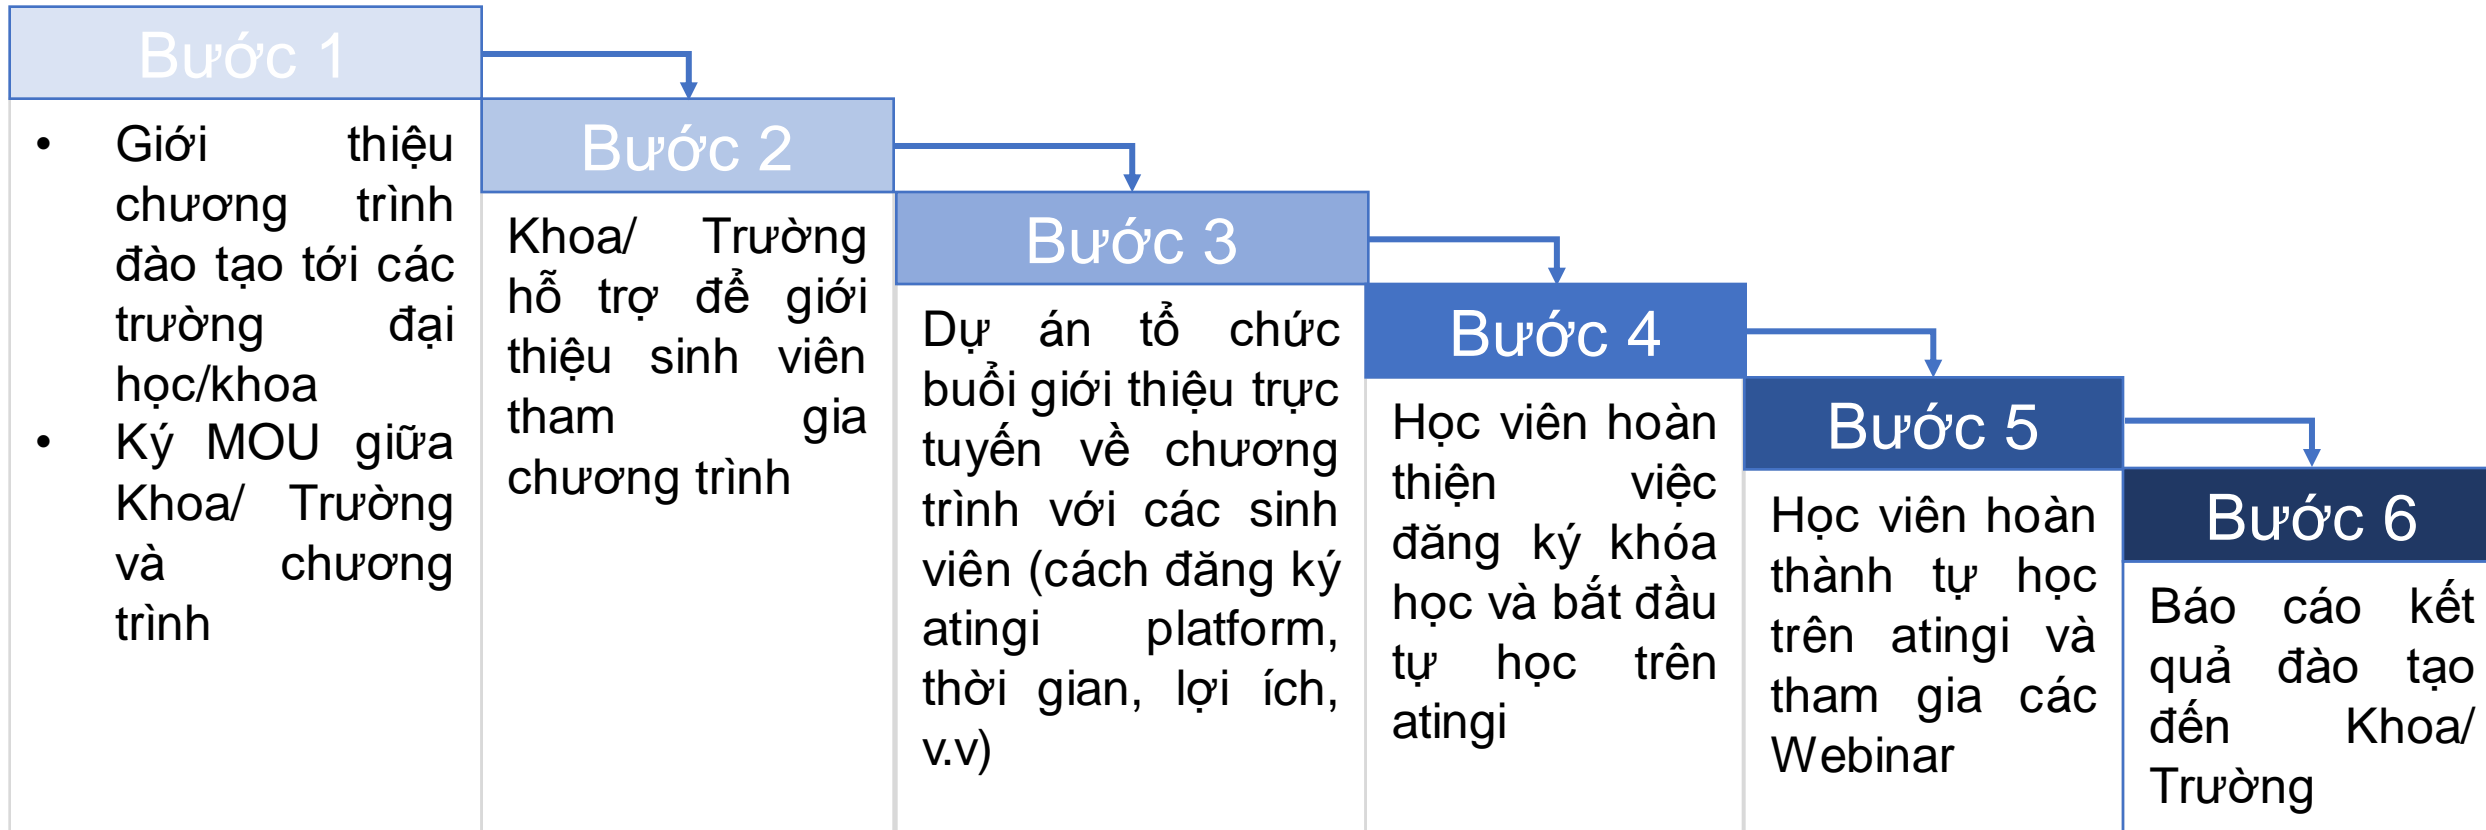 Bước 1
• Giới thiệu
chương trình
đào tạo tới các
trường đại
học/khoa
• Ký MOU giữa
Khoa/ Trường
và chương
trình
Bước 2
Khoa/ Trường
hỗ trợ để giới
thiệu sinh viên
tham gia
chương trình
Bước 3
Dự án tổ chức
buổi giới thiệu trực
tuyến về chương
trình với các sinh
viên (cách đăng ký
atingi platform,
thời gian, lợi ích,
v.v)
Bước 4
Học viên hoàn
thiện việc
đăng ký khóa
học và bắt đầu
tự học trên
atingi
Bước 5
Học viên hoàn
thành tự học
trên atingi và
tham gia các
Webinar
Bước 6
Báo cáo kết
quả đào tạo
đến Khoa/
Trường